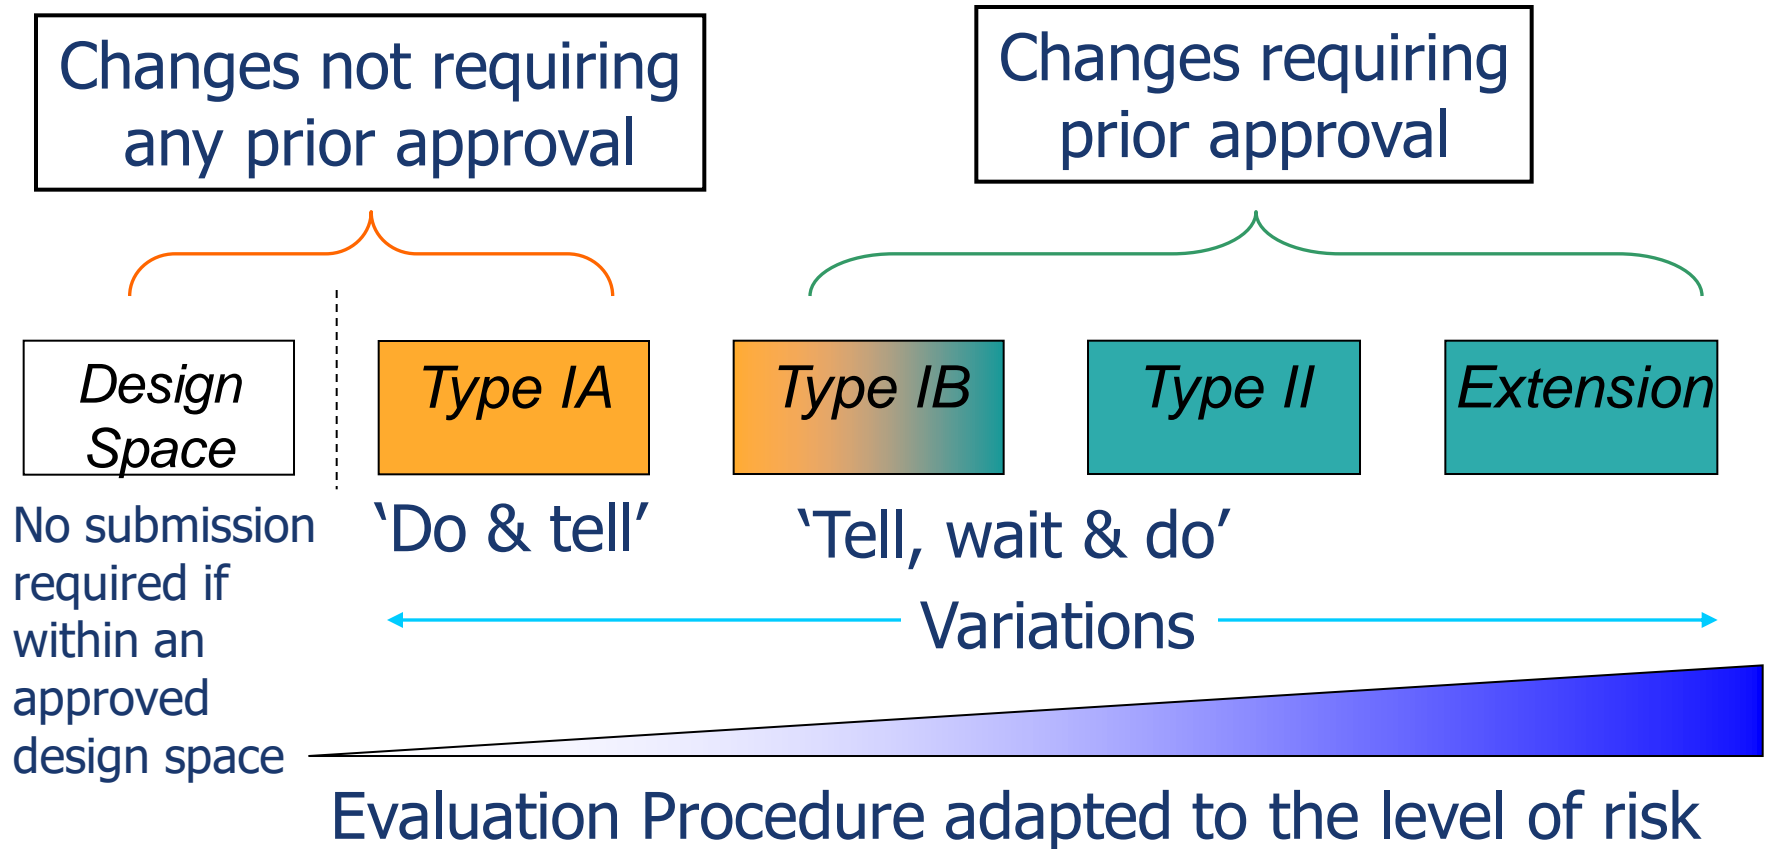 Changes not requiring
any prior approval
Changes requiring
prior approval
Design
Space
Type IA
Type IB
Type II
Extension
No submission
required if
within an
approved
design space
‘Do & tell’
‘Tell, wait & do’
Variations
Evaluation Procedure adapted to the level of risk